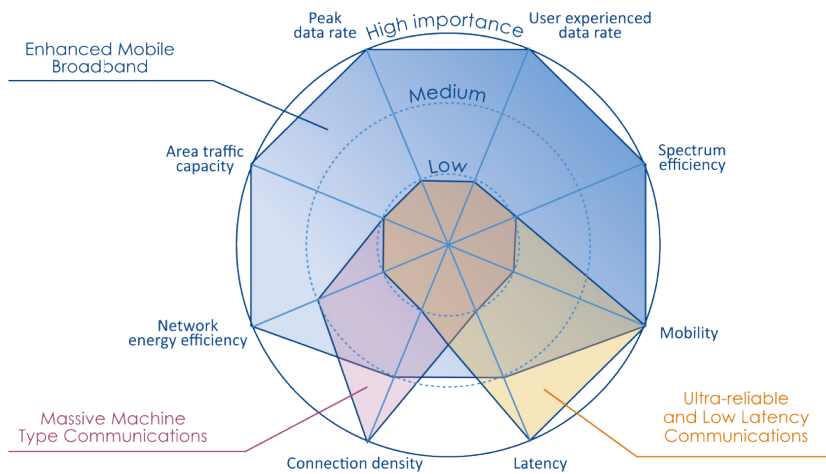 Peak
data rate
High importance
User experienced
data rate
Enhanced Mobile
Broadband
Medium
Area traffic
capacity
Low
Spectrum
efficiency
Network
energy efficiency
Mobility
Massive Machine
Type Communications
Ultra-reliable
and Low Latency
Communications
Connection density
Latency